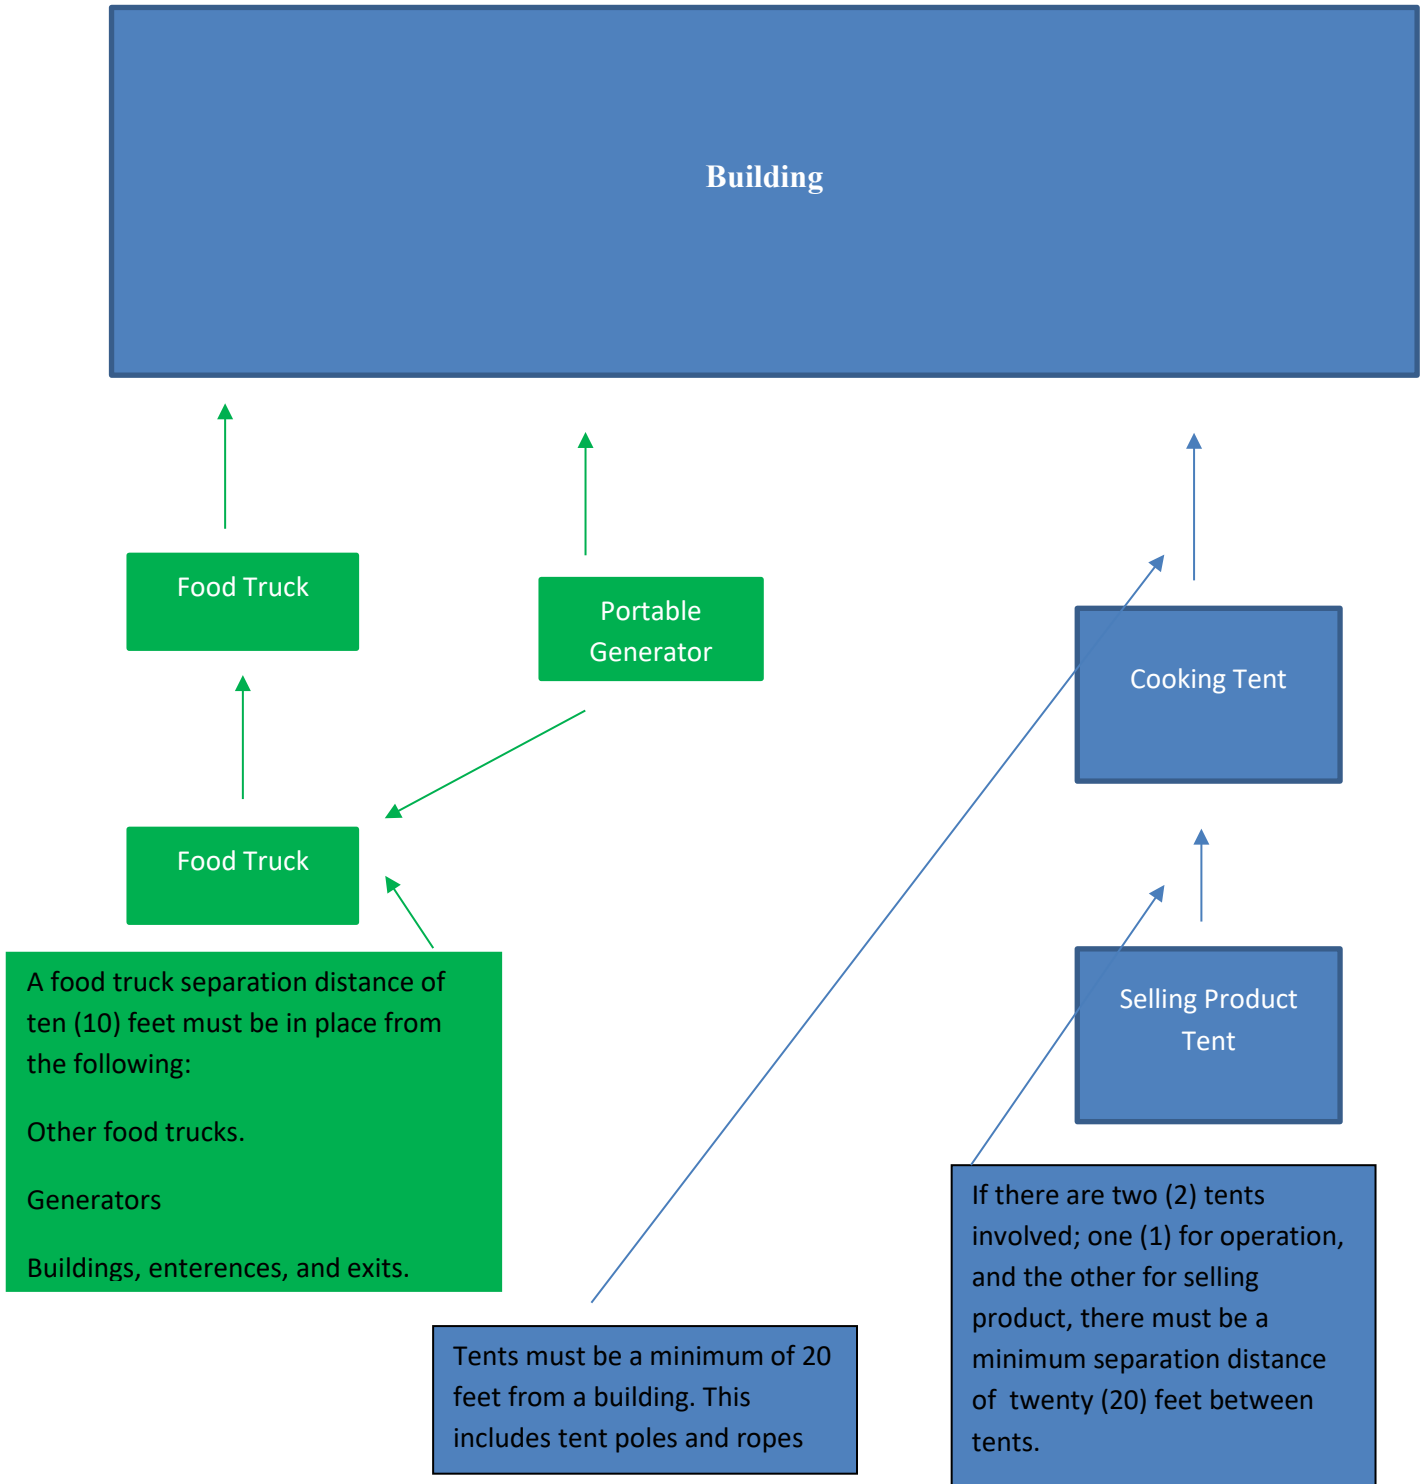 Building
Food Truck
Portable
Generator
Cooking Tent
Food Truck
Selling Product
Tent
A food truck separation distance of
ten (10) feet must be in place from
the following:
Other food trucks.
Generators
Buildings, enterences, and exits.
Tents must be a minimum of 20
feet from a building. This
includes tent poles and ropes
If there are two (2) tents
involved; one (1) for operation,
and the other for selling
product, there must be a
minimum separation distance
of  twenty (20) feet between
tents.